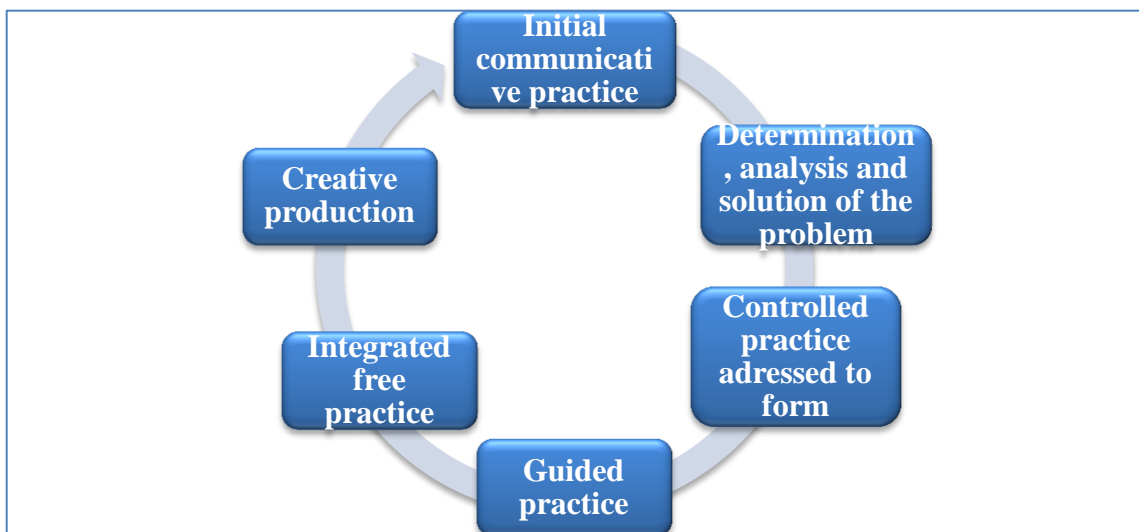 Initial
communicati
ve practice
Determination
, analysis and
solution of the
problem
Controlled
practice
adressed to
form
Guided
practice
Integrated
free
practice
Creative
production